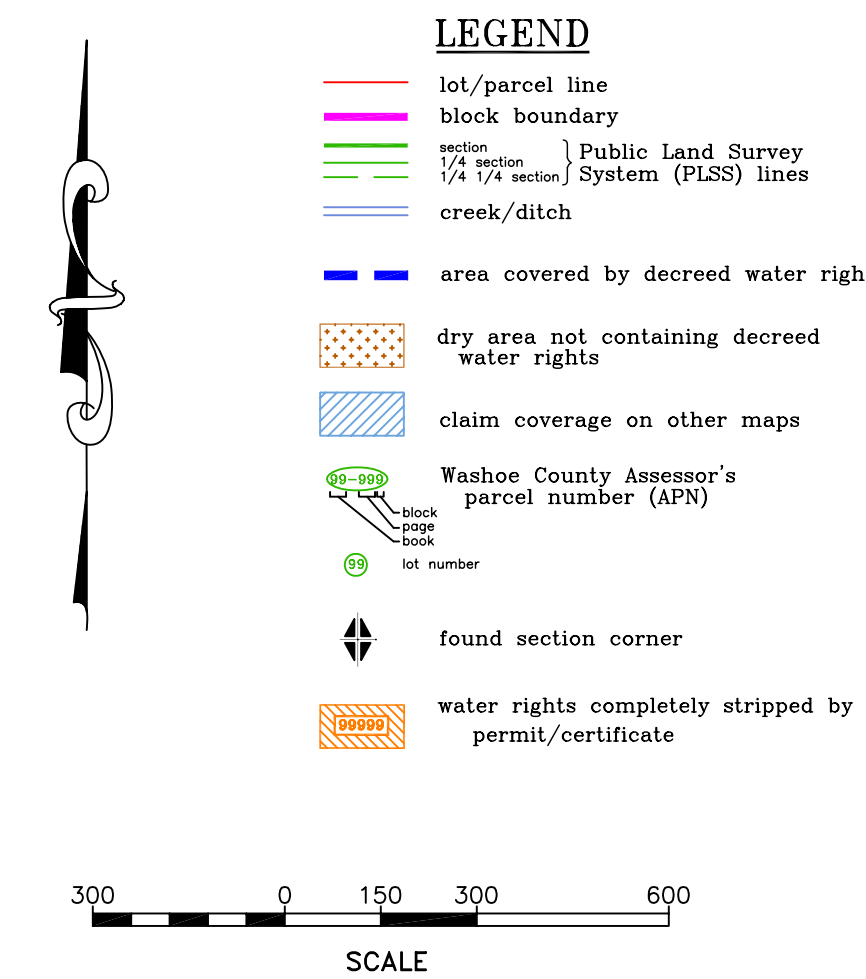 LEGEND
lot/parcel line
block boundary
section
1/4 section
1/4 1/4 section
Public Land Survey
System (PLSS) lines
creek/ditch
area covered by decreed water righ
dry area not containing decreed
water rights
claim coverage on other maps
99-999
Washoe County Assessor's
parcel number (APN)
block
page
book
99
lot number
found section corner
99999
water rights completely stripped by
permit/certificate
300 0 150 300 600
SCALE